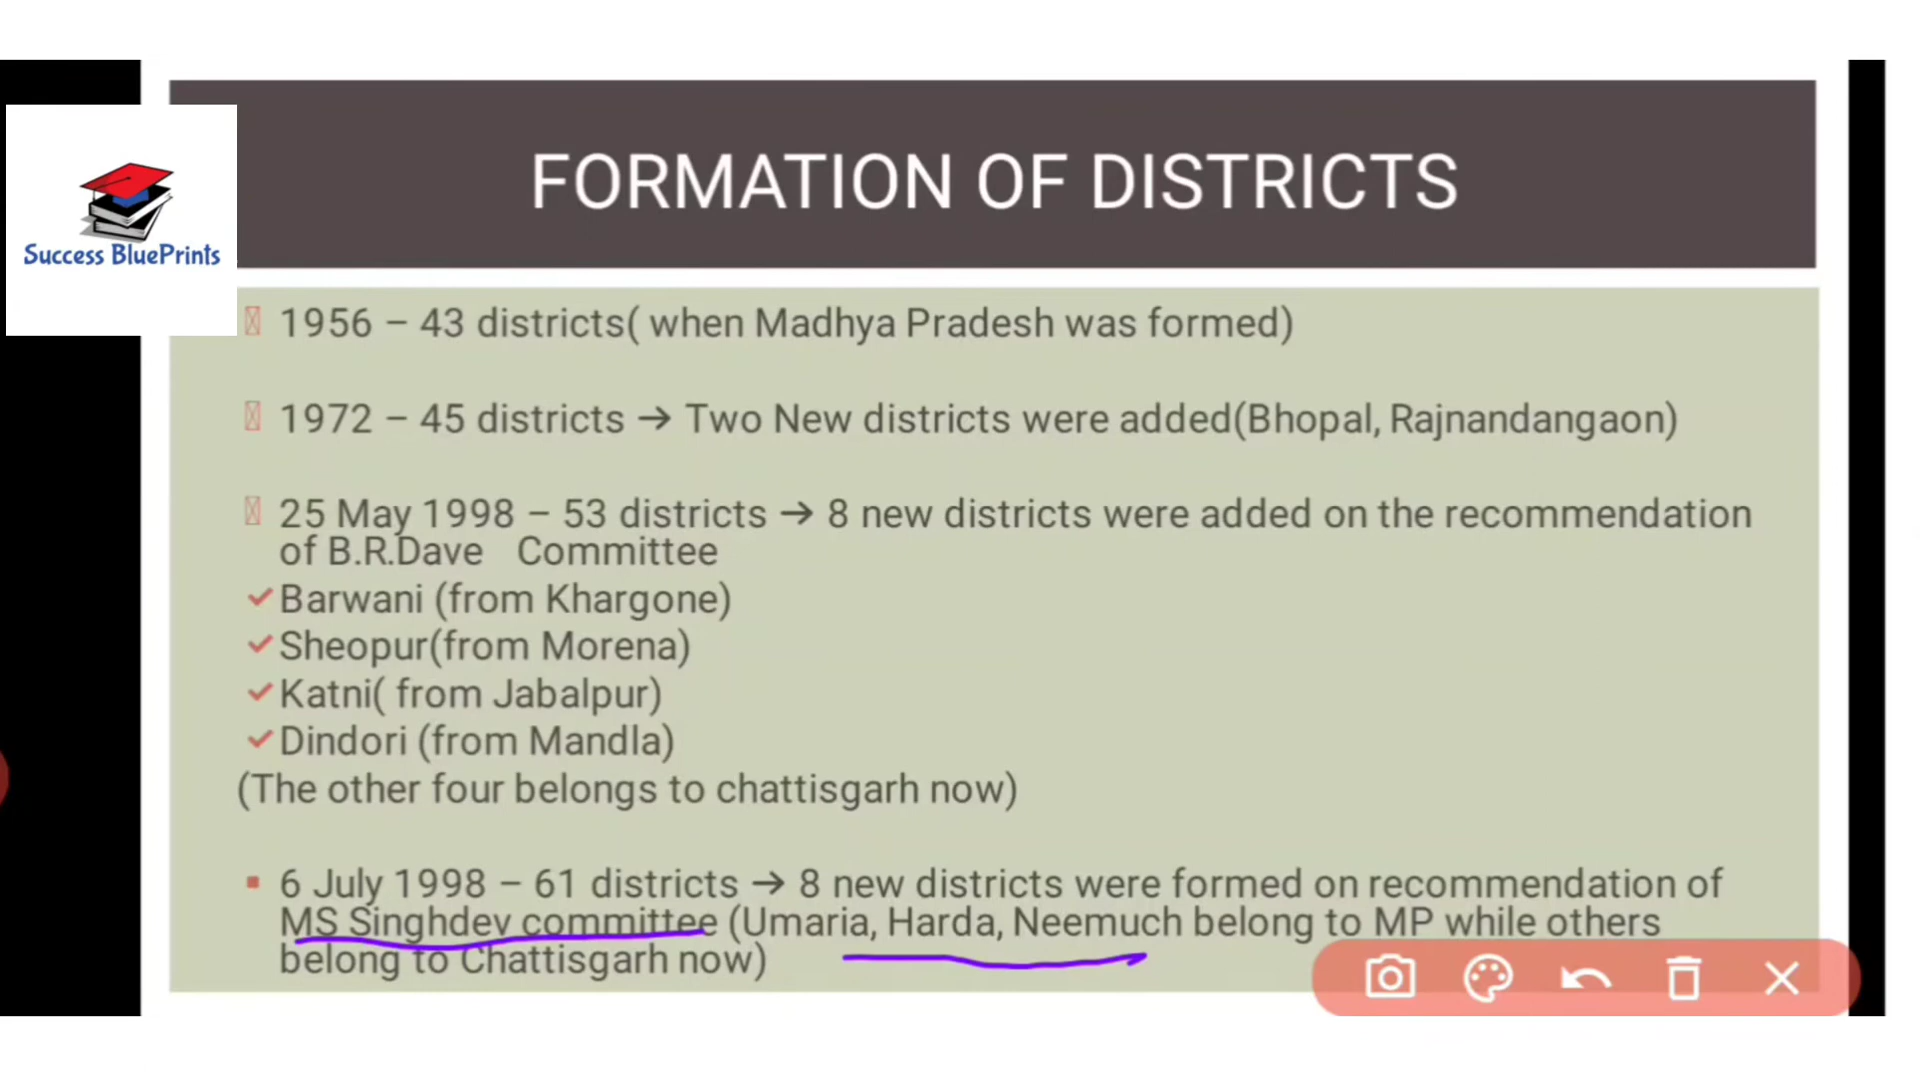 FORMATION OF DISTRICTS
Success BluePrints
1956 – 43 districts( when Madhya Pradesh was formed)
1972 – 45 districts → Two New districts were added(Bhopal, Rajnandangaon)
25 May 1998 – 53 districts → 8 new districts were added on the recommendation
of B.R.Dave Committee
Barwani (from Khargone)
Sheopur(from Morena)
Katni( from Jabalpur)
Dindori (from Mandla)
(The other four belongs to chattisgarh now)
6 July 1998 – 61 districts → 8 new districts were formed on recommendation of
MS Singhdev committee (Umaria, Harda, Neemuch belong to MP while others
belong to Chattisgarh now)